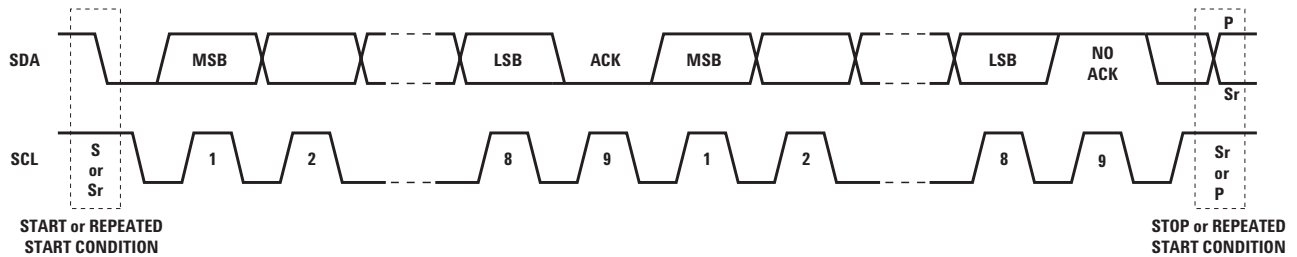 P
SDA
MSB
LSB
ACK
MSB
LSB
NO
ACK
Sr
SCL
S
or
Sr
1
2
8
9
1
2
8
9
Sr
or
P
START or REPEATED
START CONDITION
STOP or REPEATED
START CONDITION